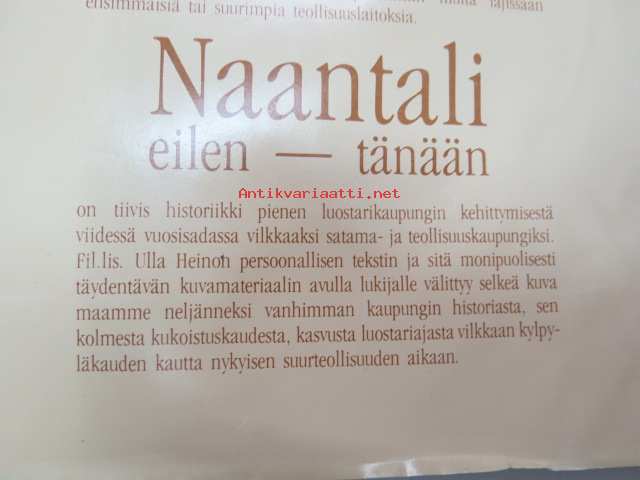 ensimmäisiä tai suurimpia teollisuuslaitoksia.
Naantali
eilen — tänään
Antikvariaatti.net
on tiivis historiikki pienen luostarikaupungin kehittymisestä
viidessä vuosisadassa vilkkaaksi satama- ja teollisuuskaupungiksi.
Fil.lis. Ulla Heinon persoonallisen tekstin ja sitä monipuolisesti
täydentävän kuvamateriaalin avulla lukijalle välittyy selkeä kuva
maamme neljänneksi vanhimman kaupungin historiasta, sen
kolmesta kukoistuskaudesta, kasvusta luostariajasta vilkkaan kylpy-
läkauden kautta nykyisen suurteollisuuden aikaan.